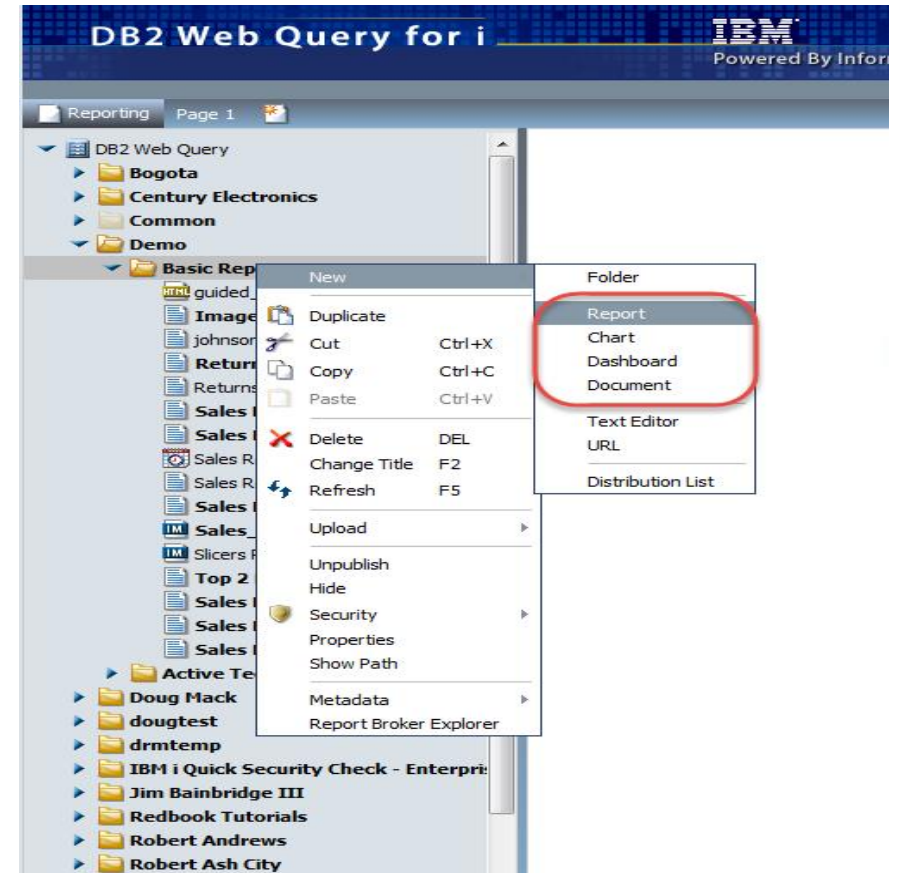 DB2 Web Query for i
IBM
Powered By Infor
Reporting Page 1
DB2 Web Query
Bogota
Century Electronics
Common
Demo
Basic Rep
guided_
Image
johnson
Return
Returns
Sales
Sales
Sales R
Sales R
Sales
Sales_
Slicers
Top 2
Sales
Sales
Sales
Active Te
Doug Mack
dougtest
drmtemp
IBM i Quick Security Check - Enterpri
Jim Bainbridge III
Redbook Tutorials
Robert Andrews
Robert Ash City
New
Duplicate
Cut Ctrl+X
Copy Ctrl+C
Paste Ctrl+V
Delete DEL
Change Title F2
Refresh F5
Upload
Unpublish
Hide
Security
Properties
Show Path
Metadata
Report Broker Explorer
Folder
Report
Chart
Dashboard
Document
Text Editor
URL
Distribution List